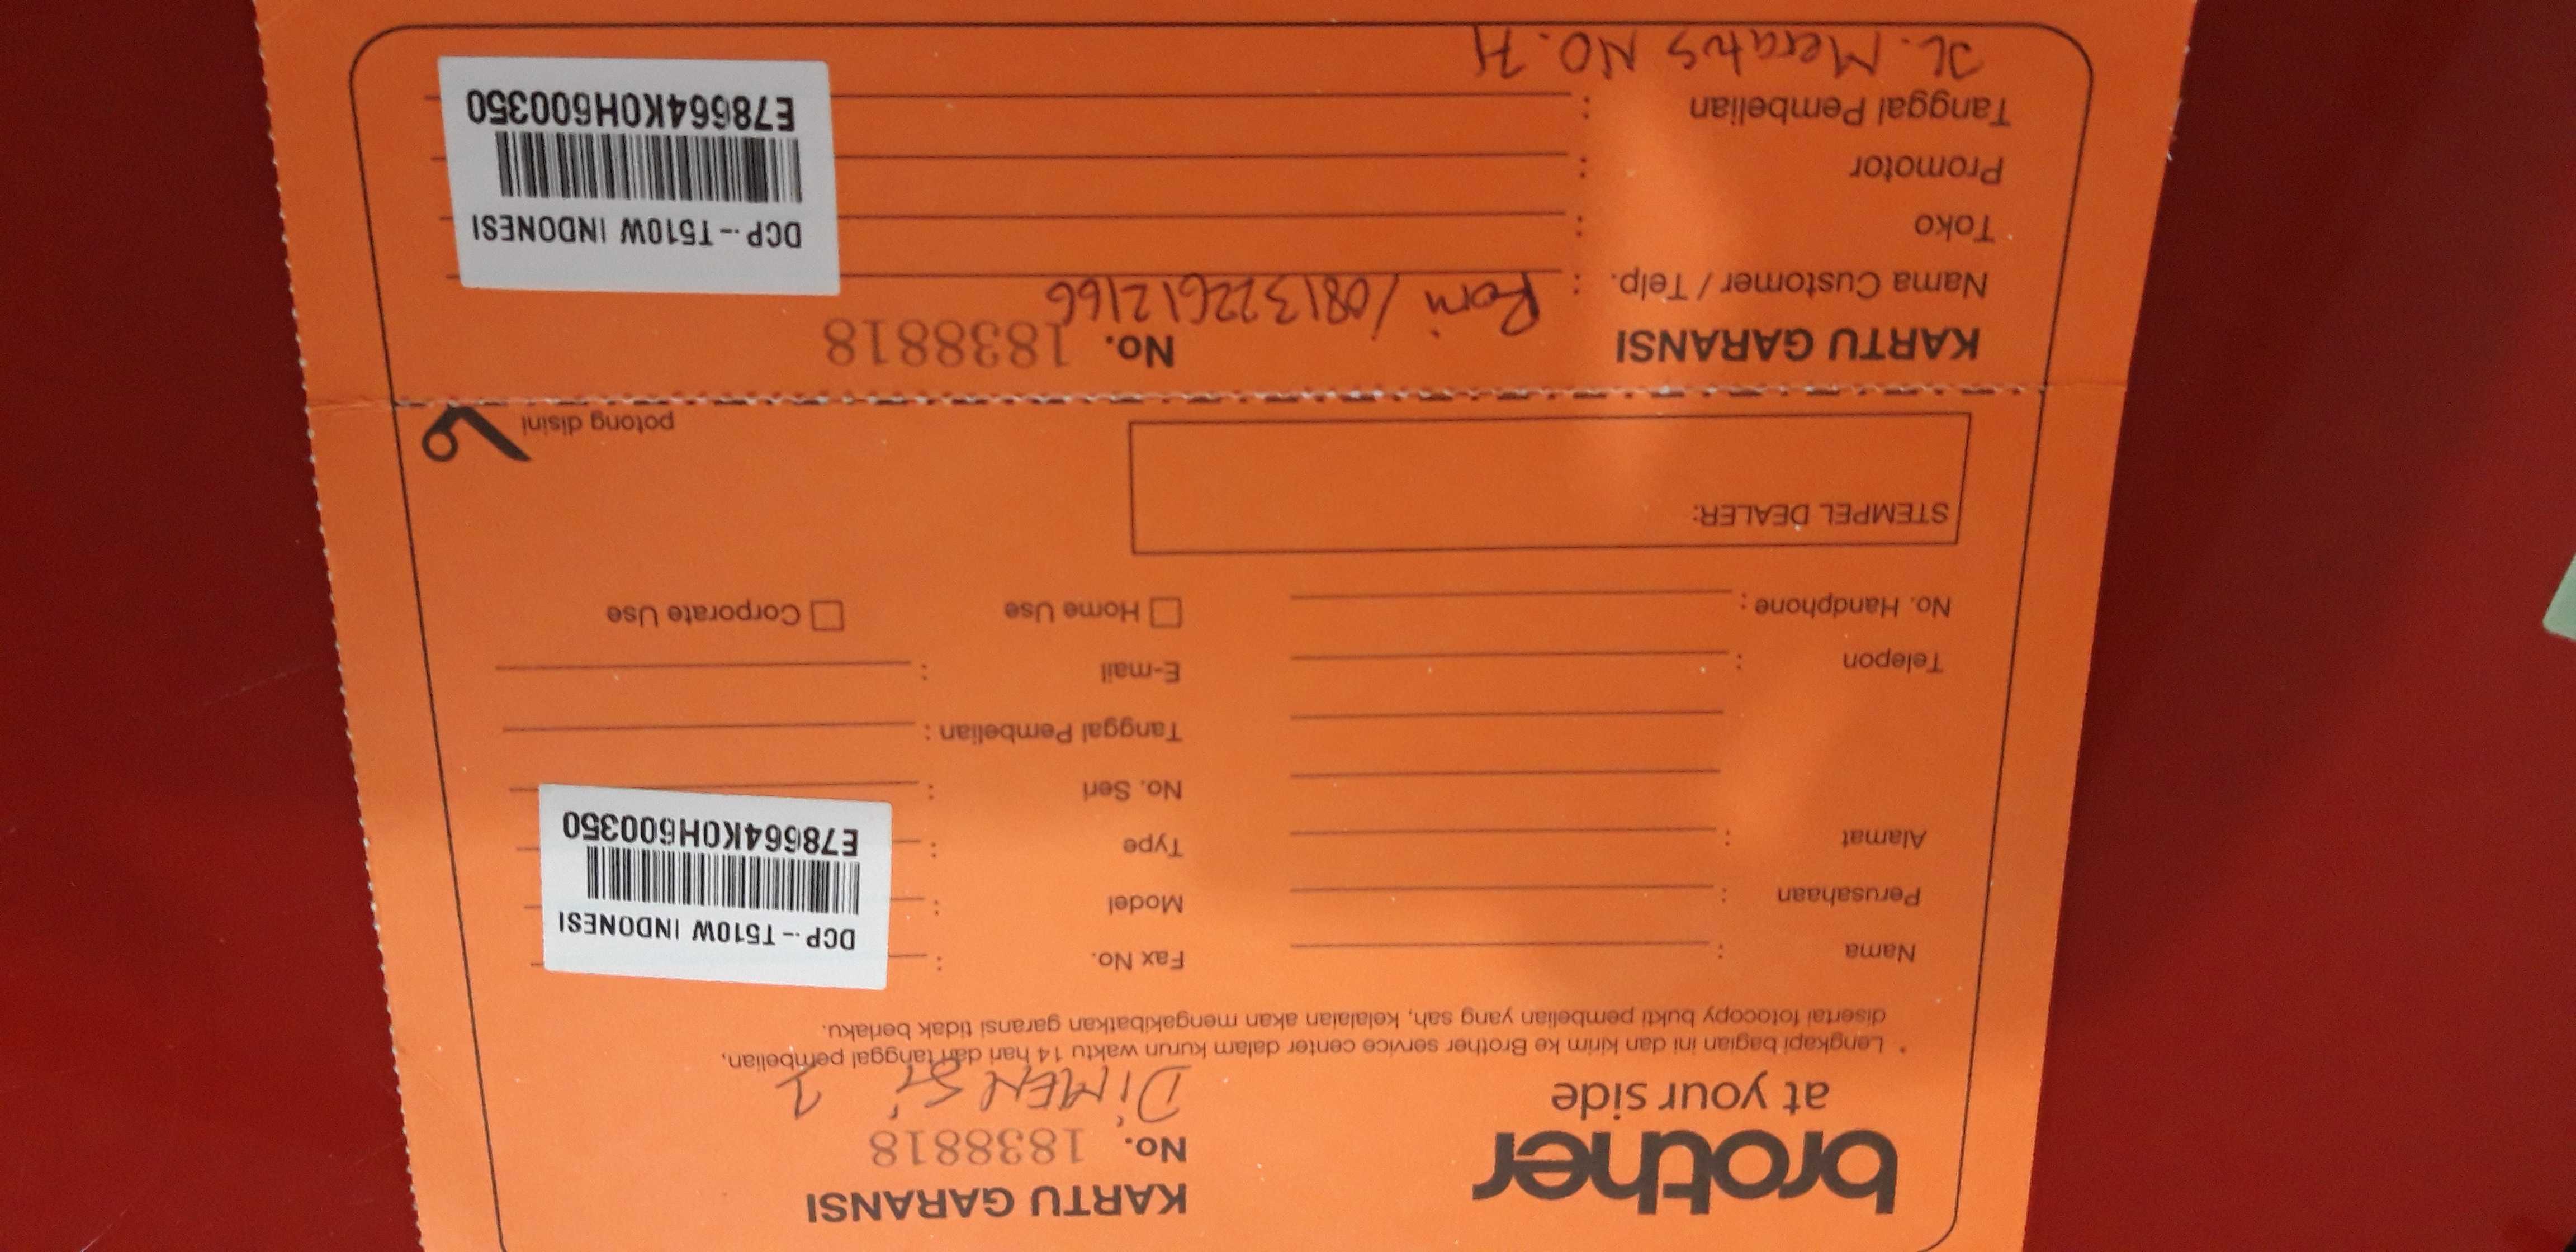 brother
at your side
KARTU GARANSI
No. 1838818
DiMENSi 2
* Lengkapi bagian ini dan kirim ke Brother service center dalam kurun waktu 14 hari dari tanggal pembelian,
disertai fotocopy bukti pembelian yang sah, kelalaian akan mengakibatkan garansi tidak berlaku.
Nama :
Perusahaan :
Alamat :
Telepon :
No. Handphone :
Fax No. :
Model :
Type :
No. Seri :
Tanggal Pembelian :
E-mail :
Home Use
Corporate Use
DCP--T510W INDONESI
E78664K0H600350
STEMPEL DEALER:
potong disini
KARTU GARANSI
No. 1838818
Nama Customer / Telp. : Romi /081322612166
Toko :
Promotor :
Tanggal Pembelian :
JL. Meratus NO. 71
DCP--T510W INDONESI
E78664K0H600350